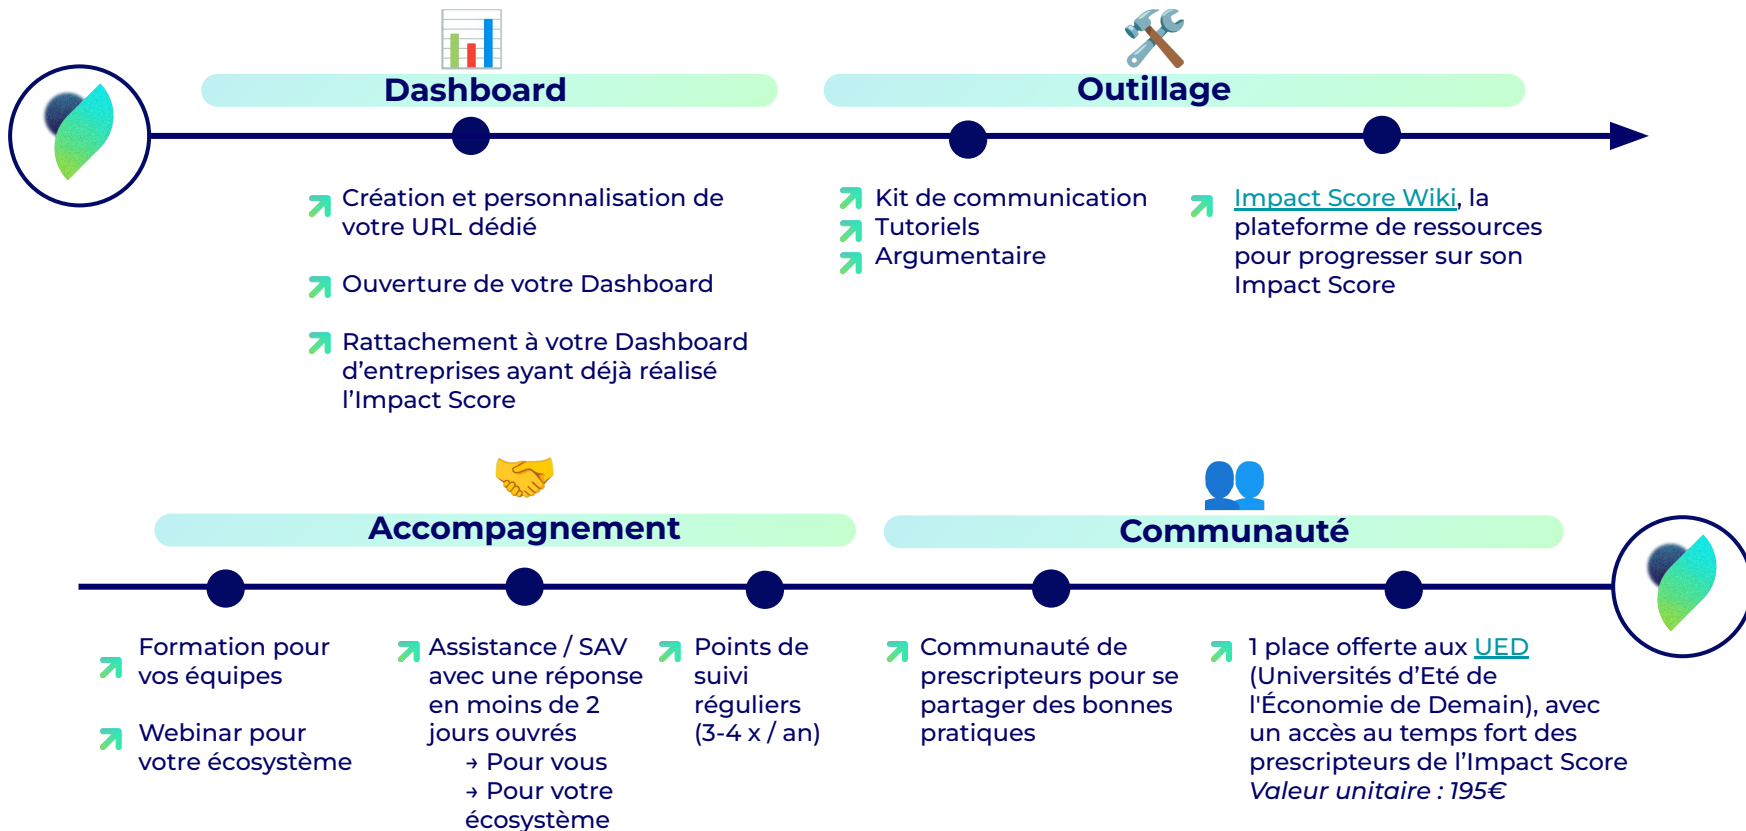 Dashboard
Outillage
Création et personnalisation de
votre URL dédié
Ouverture de votre Dashboard
Rattachement à votre Dashboard
d’entreprises ayant déjà réalisé
l’Impact Score
Kit de communication
Tutoriels
Argumentaire
Impact Score Wiki, la
plateforme de ressources
pour progresser sur son
Impact Score
Accompagnement
Communauté
Formation pour
vos équipes
Webinar pour
votre écosystème
Assistance / SAV
avec une réponse
en moins de 2
jours ouvrés
→ Pour vous
→ Pour votre
écosystème
Points de
suivi
réguliers
(3-4 x / an)
Communauté de
prescripteurs pour se
partager des bonnes
pratiques
1 place offerte aux UED
(Universités d’Eté de
l'Économie de Demain), avec
un accès au temps fort des
prescripteurs de l’Impact Score
Valeur unitaire : 195€